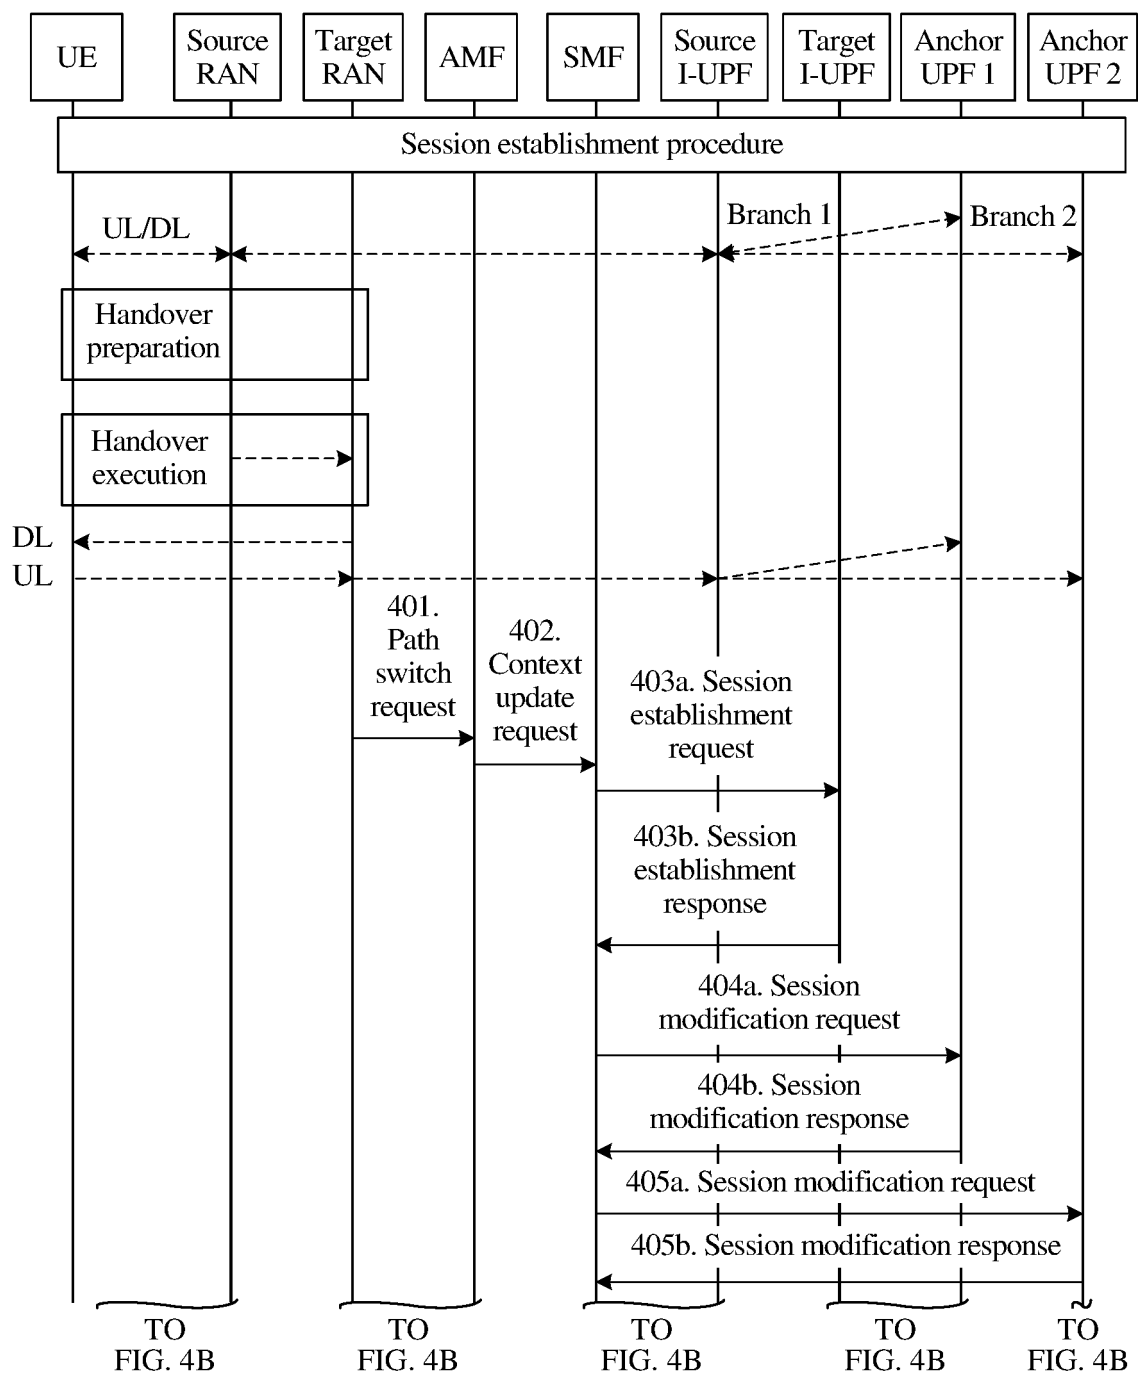 UE
Source
RAN
Target
RAN
AMF
SMF
Source
I-UPF
Target
I-UPF
Anchor
UPF 1
Anchor
UPF 2
Session establishment procedure
UL/DL
Branch 1
Branch 2
Handover
preparation
Handover
execution
DL
UL
401.
Path
switch
request
402.
Context
update
request
403a. Session
establishment
request
403b. Session
establishment
response
404a. Session
modification request
404b. Session
modification response
405a. Session modification request
405b. Session modification response
TO
FIG. 4B
TO
FIG. 4B
TO
FIG. 4B
TO
FIG. 4B
TO
FIG. 4B